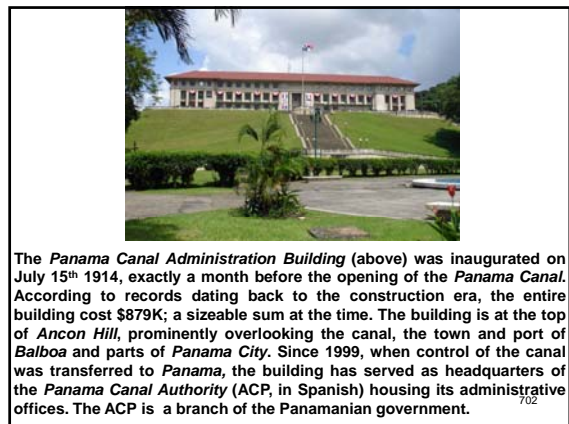 The Panama Canal Administration Building (above) was inaugurated on
July 15th 1914, exactly a month before the opening of the Panama Canal.
According to records dating back to the construction era, the entire
building cost $879K; a sizeable sum at the time. The building is at the top
of Ancon Hill, prominently overlooking the canal, the town and port of
Balboa and parts of Panama City. Since 1999, when control of the canal
was transferred to Panama, the building has served as headquarters of
the Panama Canal Authority (ACP, in Spanish) housing its administrative
offices. The ACP is a branch of the Panamanian government.
702